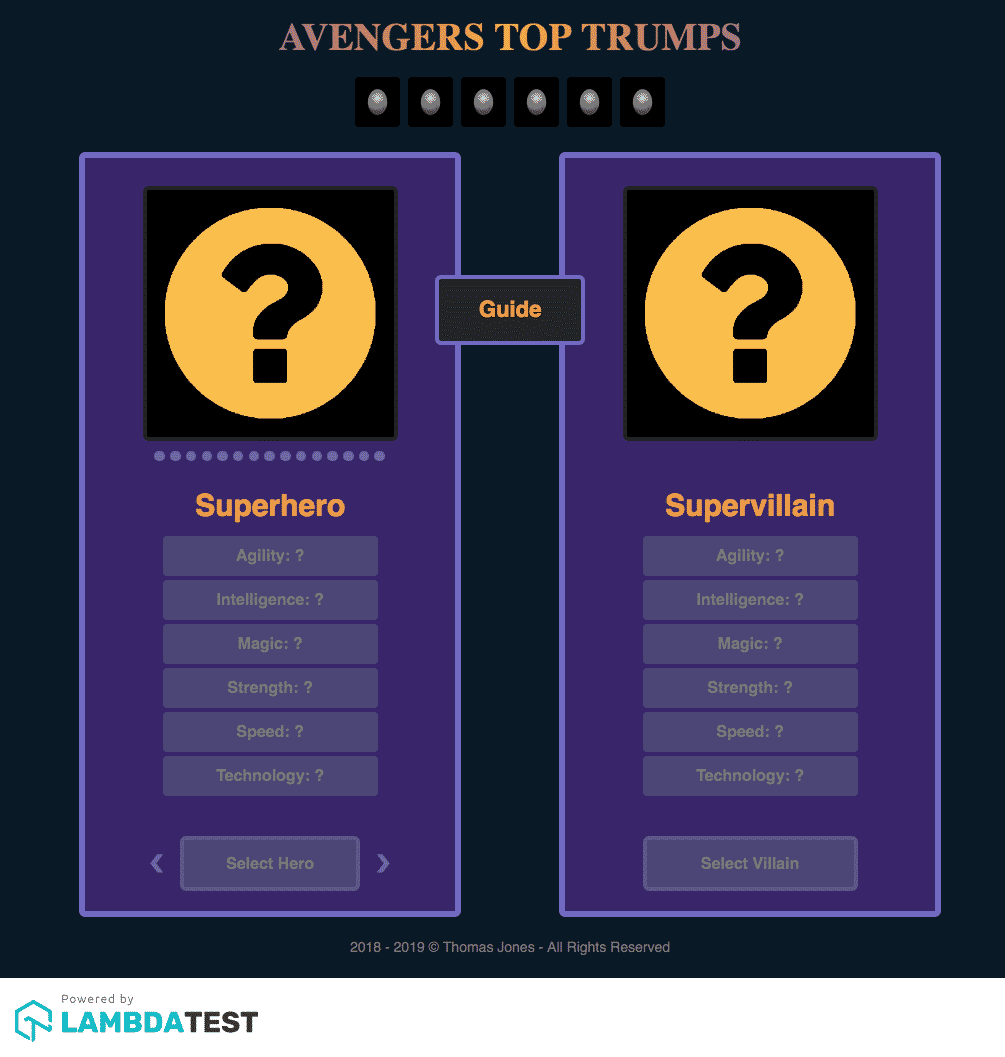 AVENGERS TOP TRUMPS
?
?
Guide
Superhero
Agility: ?
Intelligence: ?
Magic: ?
Strength: ?
Speed: ?
Technology: ?
‹ Select Hero ›
Supervillain
Agility: ?
Intelligence: ?
Magic: ?
Strength: ?
Speed: ?
Technology: ?
Select Villain
2018 - 2019 © Thomas Jones - All Rights Reserved
Powered by
LAMBDATEST